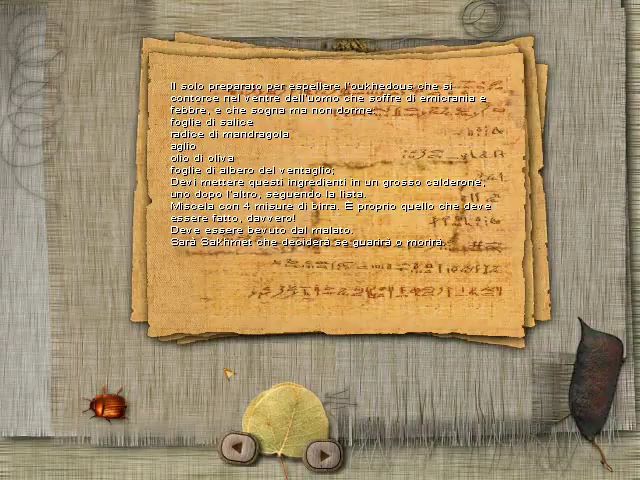 Il solo preparato per espellere l'oukhedous che si
contorce nel ventre dell'uomo che soffre di emicrania e
febbre, e che sogna ma non dorme:
foglie di salice
radice di mandragola
aglio
olio di oliva
foglie di albero del ventaglio;
Devi mettere questi ingredienti in un grosso calderone;
uno dopo l'altro, seguendo la lista.
Miscela con 4 misure di birra. E proprio quello che deve
essere fatto, davvero!
Deve essere bevuto dal malato.
Sarà Sakhmet che deciderà se guarirà o morirà.